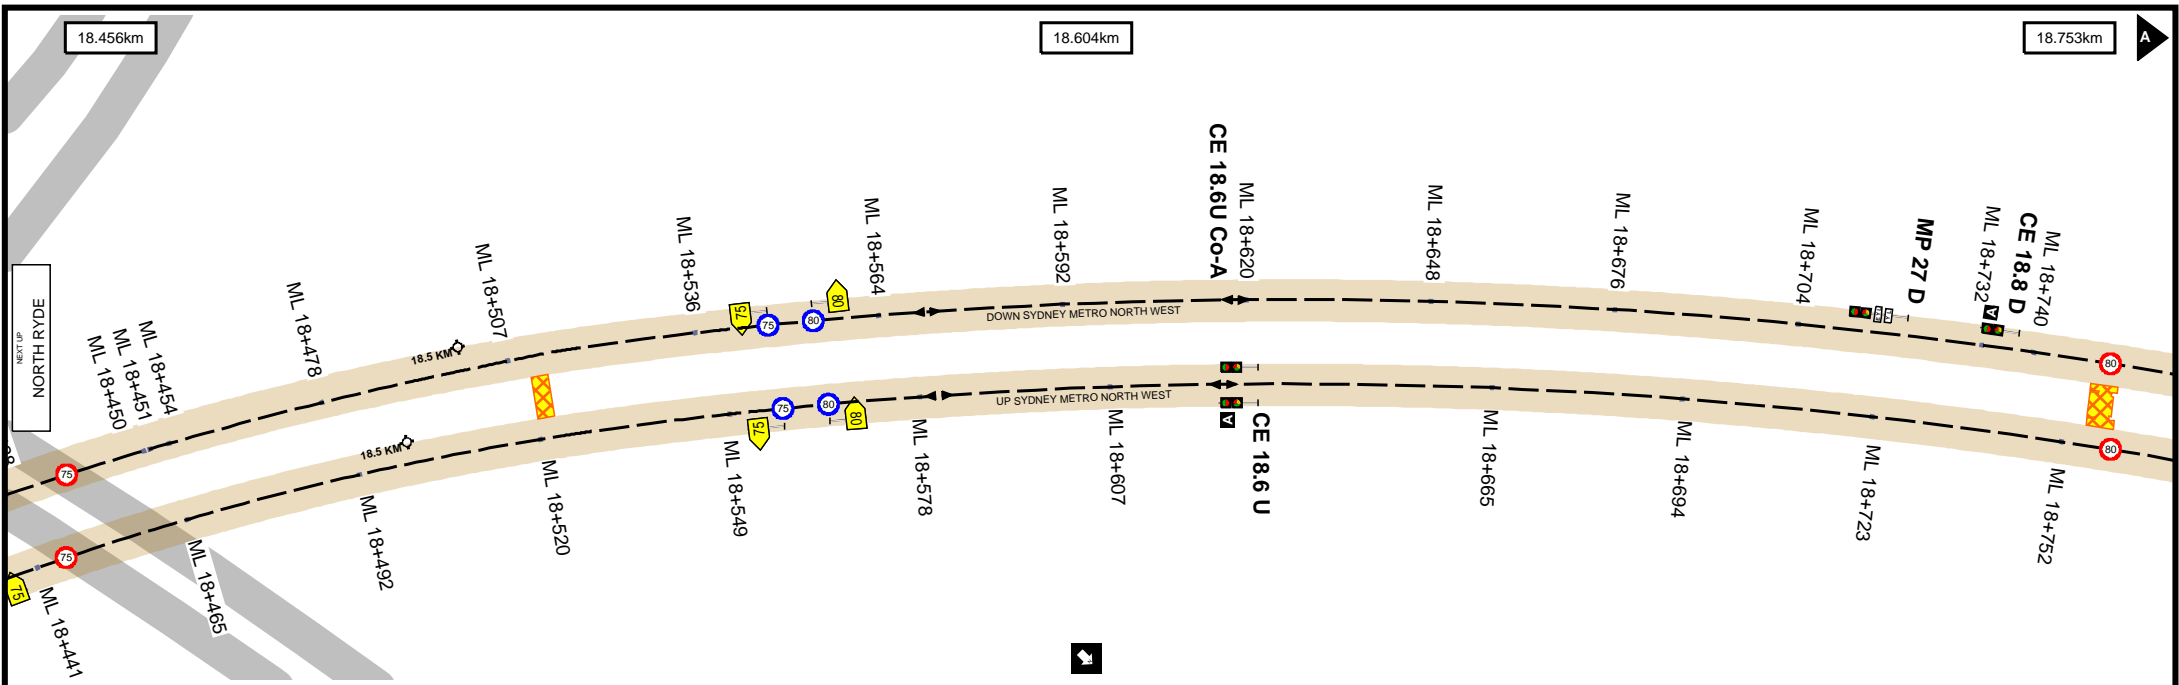 18.456km
18.604km
18.753km
A
CE 18.6U Co-A
ML 18+620
ML 18+592
ML 18+564
ML 18+536
ML 18+507
ML 18+478
ML 18+454
ML 18+451
ML 18+450
ML 18+648
ML 18+676
ML 18+704
MP 27 D
ML 18+732
CE 18.8 D
ML 18+740
A
75
80
75
80
18.5 KM
DOWN SYDNEY METRO NORTH WEST
80
75
NEXT UP
NORTH RYDE
18.5 KM
75
80
75
80
UP SYDNEY METRO NORTH WEST
A
CE 18.6 U
80
75
75
ML 18+441
ML 18+465
ML 18+492
ML 18+520
ML 18+549
ML 18+578
ML 18+607
ML 18+665
ML 18+694
ML 18+723
ML 18+752